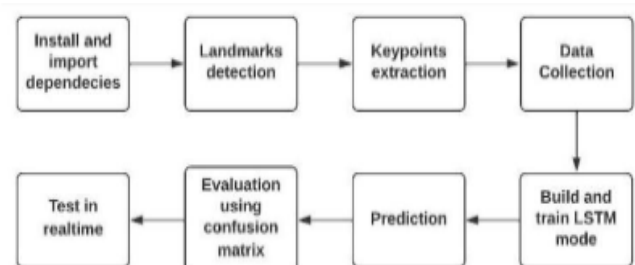 Install and
import
dependecies
Landmarks
detection
Keypoints
extraction
Data
Collection
Build and
train LSTM
mode
Prediction
Evaluation
using
confusion
matrix
Test in
realtime